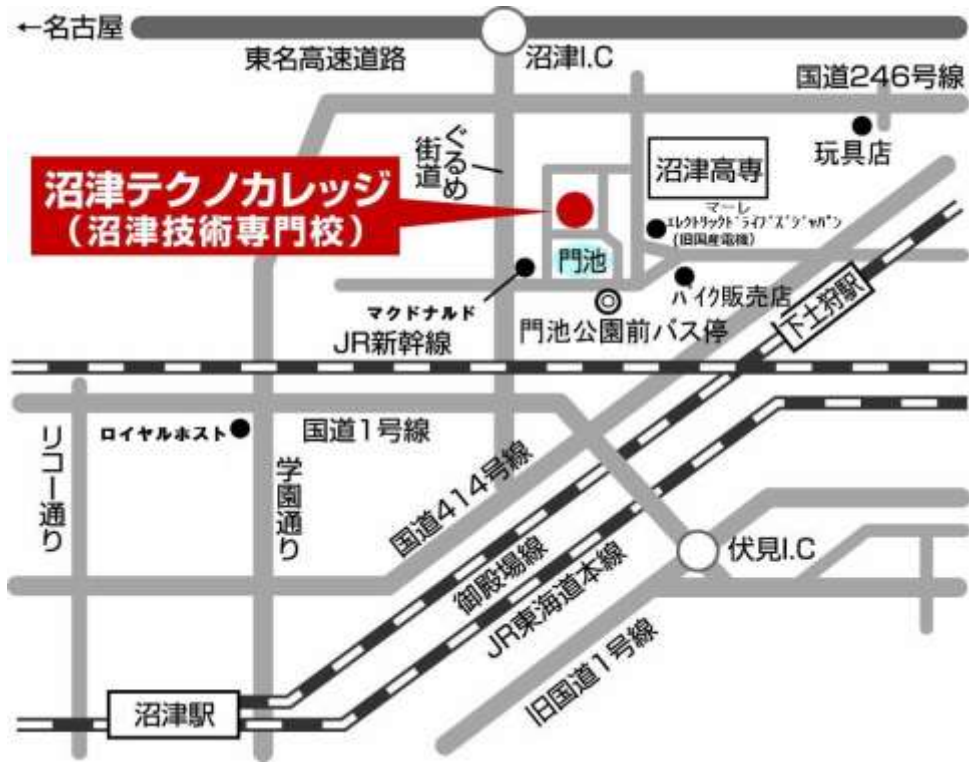 ←名古屋
東名高速道路
沼津I.C
国道246号線
ぐるめ
街道
玩具店
沼津高専
沼津テクノカレッジ
（沼津技術専門校）
マーレ
エレクトリックドライブズジャパン
(旧国産電機)
門池
バイク販売店
マクドナルド
門池公園前バス停
下土狩駅
JR新幹線
ロイヤルホスト
国道1号線
リコー通り
学園通り
国道414号線
御殿場線
JR東海道本線
伏見I.C
旧国道1号線
沼津駅